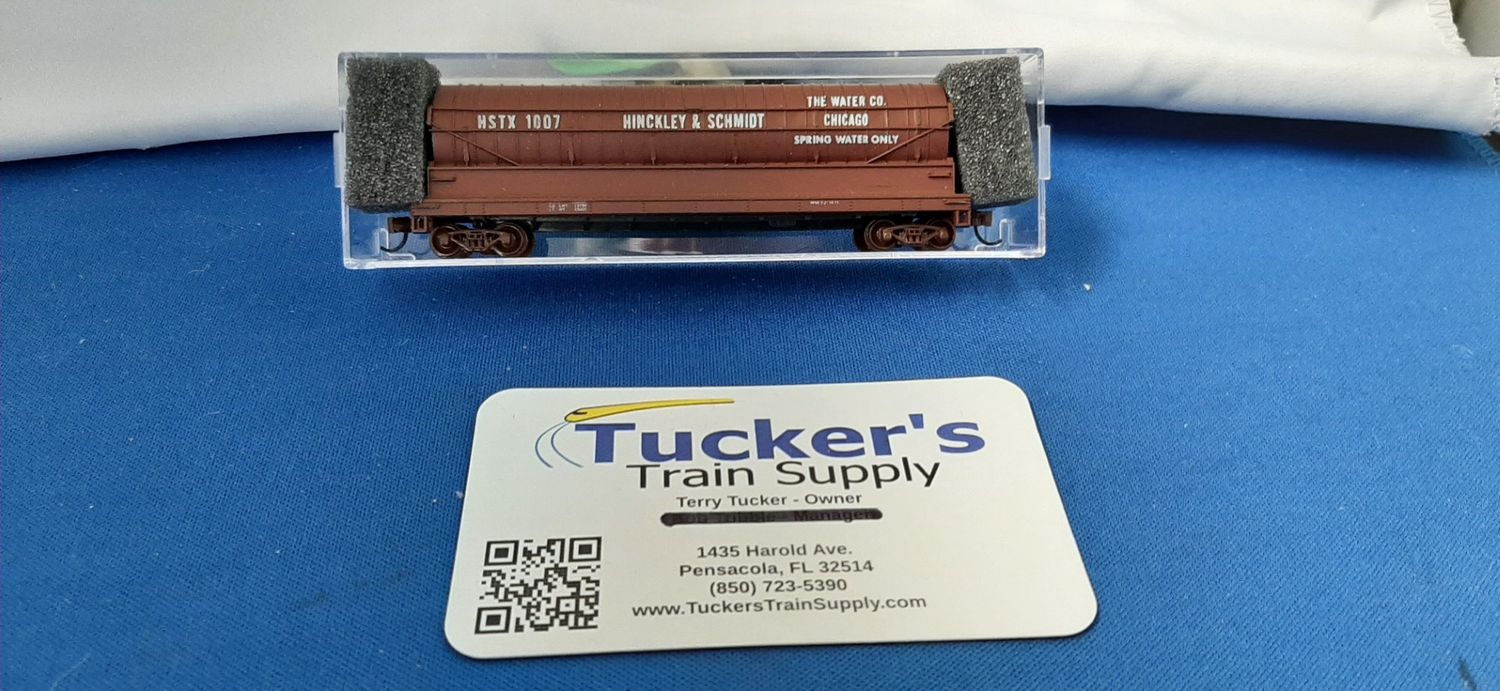 HSTX 1007
HINCKLEY & SCHMIDT
THE WATER CO.
CHICAGO
SPRING WATER ONLY
Tucker's
Train Supply
Terry Tucker - Owner
Manager
1435 Harold Ave.
Pensacola, FL 32514
(850) 723-5390
www.TuckersTrainSupply.com